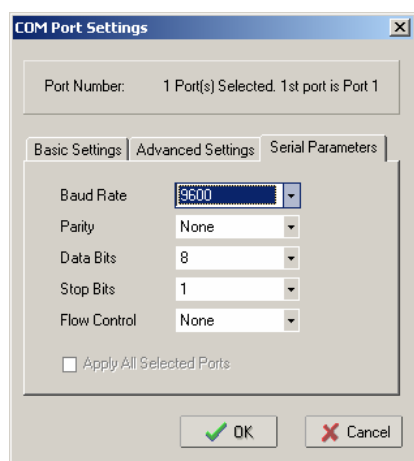 COM Port Settings
Port Number: 1 Port(s) Selected. 1st port is Port 1
Basic Settings Advanced Settings Serial Parameters
Baud Rate 9600
Parity None
Data Bits 8
Stop Bits 1
Flow Control None
Apply All Selected Ports
OK Cancel